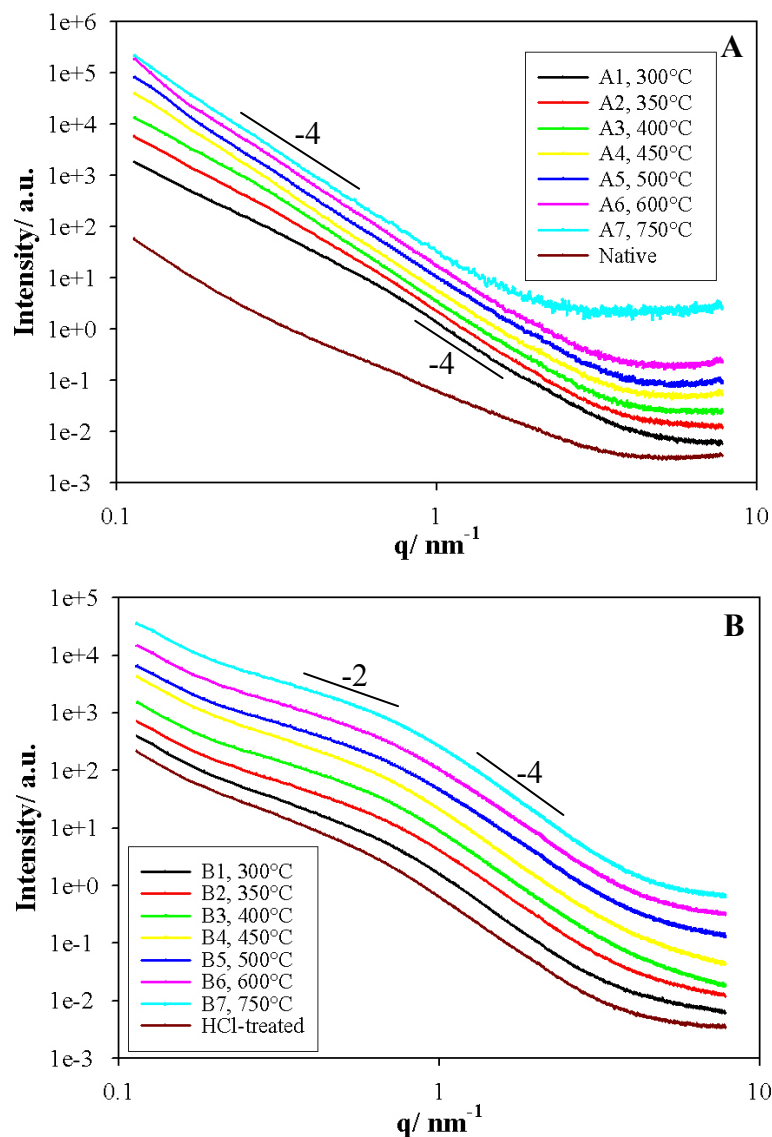 A
1e+6
1e+5
1e+4
1e+3
1e+2
1e+1
1e+0
1e-1
1e-2
1e-3
Intensity/ a.u.
-4
-4
A1, 300°C
A2, 350°C
A3, 400°C
A4, 450°C
A5, 500°C
A6, 600°C
A7, 750°C
Native
0.1 1 10
q/ nm-1
B
1e+5
1e+4
1e+3
1e+2
1e+1
1e+0
1e-1
1e-2
1e-3
Intensity/ a.u.
-2
-4
B1, 300°C
B2, 350°C
B3, 400°C
B4, 450°C
B5, 500°C
B6, 600°C
B7, 750°C
HCl-treated
0.1 1 10
q/ nm-1